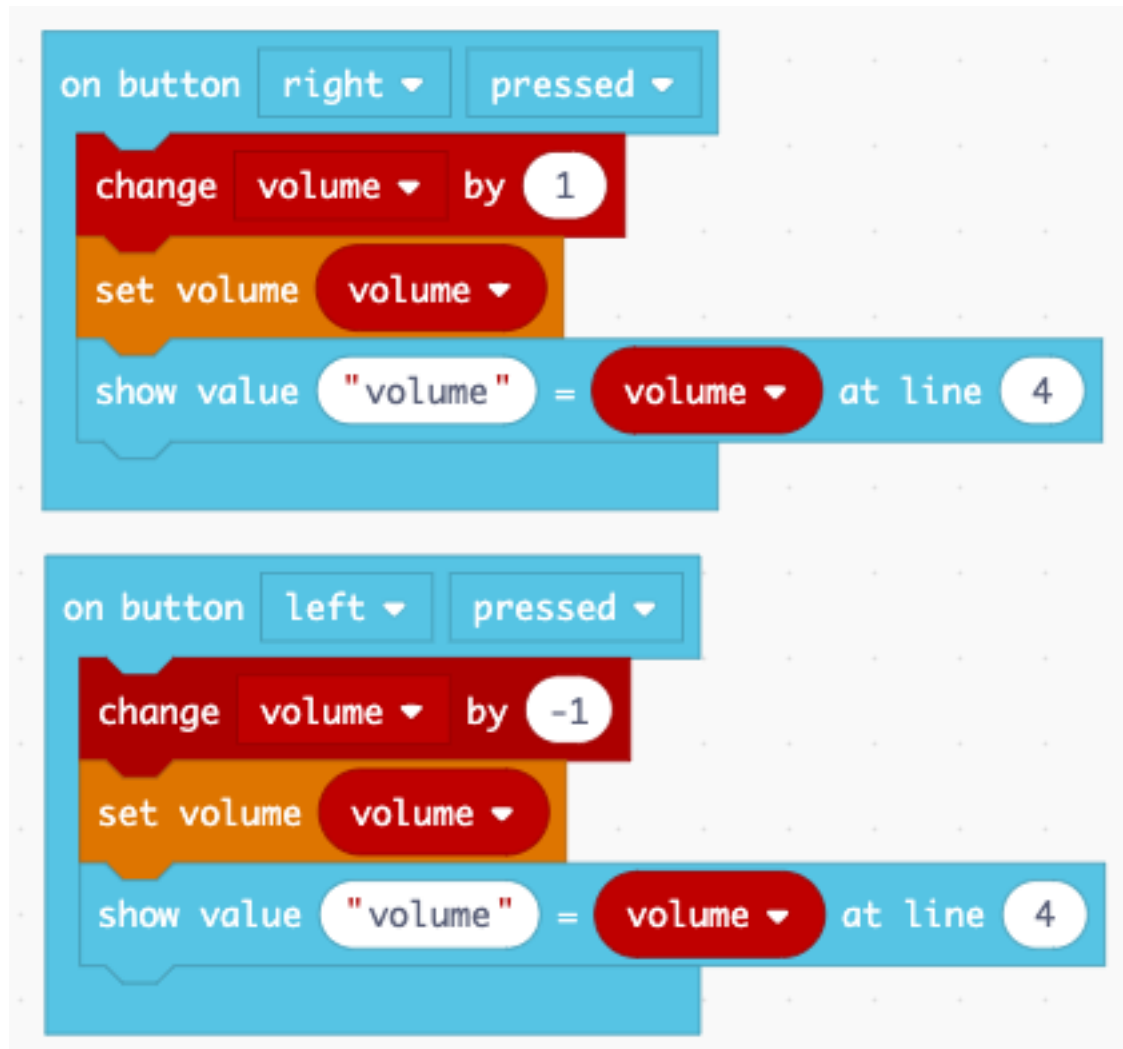 on button right pressed
change volume by 1
set volume volume
show value "volume" = volume at line 4
on button left pressed
change volume by -1
set volume volume
show value "volume" = volume at line 4